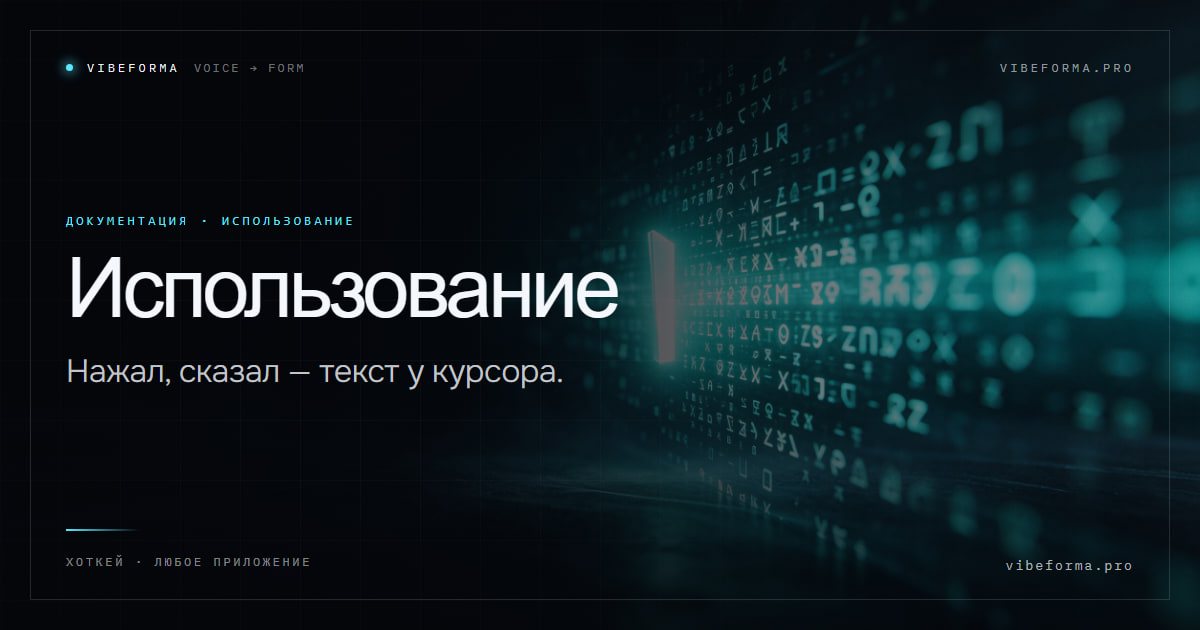 VIBEFORMA VOICE → FORM
VIBEFORMA.PRO
ДОКУМЕНТАЦИЯ · ИСПОЛЬЗОВАНИЕ
Использование
Нажал, сказал — текст у курсора.
ХОТКЕЙ · ЛЮБОЕ ПРИЛОЖЕНИЕ
vibeforma.pro